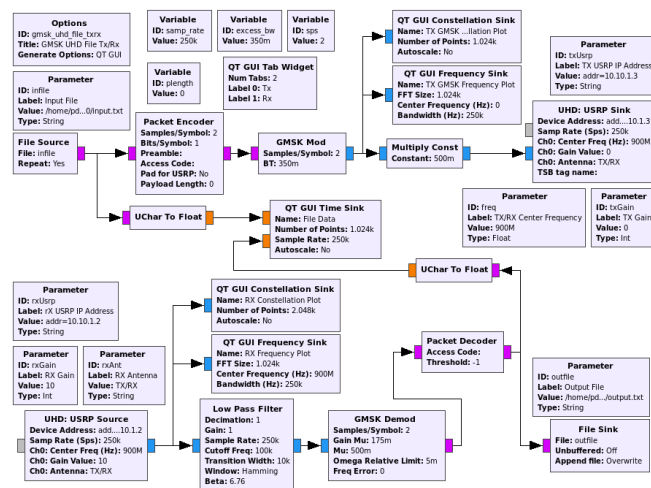 Options
ID: gmsk_uhd_file_txrx
Title: GMSK UHD File Tx/Rx
Generate Options: QT GUI
Variable
ID: samp_rate
Value: 250k
Variable
ID: excess_bw
Value: 350m
Variable
ID: sps
Value: 2
QT GUI Constellation Sink
Name: TX GMSK ...llation Plot
Number of Points: 1.024k
Autoscale: No
Parameter
ID: txUsrp
Label: TX USRP IP Address
Value: addr=10.10.1.3
Type: String
Parameter
ID: infile
Label: Input File
Value: /home/pd...0/input.txt
Type: String
Variable
ID: plength
Value: 0
QT GUI Tab Widget
Num Tabs: 2
Label 0: Tx
Label 1: Rx
QT GUI Frequency Sink
Name: TX GMSK Frequency Plot
FFT Size: 1.024k
Center Frequency (Hz): 0
Bandwidth (Hz): 250k
File Source
File: infile
Repeat: Yes
Packet Encoder
Samples/Symbol: 2
Bits/Symbol: 1
Preamble:
Access Code:
Pad for USRP: No
Payload Length: 0
GMSK Mod
Samples/Symbol: 2
BT: 350m
Multiply Const
Constant: 500m
UHD: USRP Sink
Device Address: add....10.1.3
Samp Rate (Sps): 250k
Ch0: Center Freq (Hz): 900M
Ch0: Gain Value: 0
Ch0: Antenna: TX/RX
TSB tag name:
UChar To Float
QT GUI Time Sink
Name: File Data
Number of Points: 1.024k
Sample Rate: 250k
Autoscale: No
Parameter
ID: freq
Label: TX/RX Center Frequency
Value: 900M
Type: Float
Parameter
ID: txGain
Label: TX Gain
Value: 0
Type: Int
UChar To Float
Parameter
ID: rxUsrp
Label: rX USRP IP Address
Value: addr=10.10.1.2
Type: String
QT GUI Constellation Sink
Name: RX Constellation Plot
Number of Points: 2.048k
Autoscale: No
Parameter
ID: rxGain
Label: RX Gain
Value: 10
Type: Int
Parameter
ID: rxAnt
Label: RX Antenna
Value: TX/RX
Type: String
QT GUI Frequency Sink
Name: RX Frequency Plot
FFT Size: 1.024k
Center Frequency (Hz): 900M
Bandwidth (Hz): 250k
Packet Decoder
Access Code:
Threshold: -1
Parameter
ID: outfile
Label: Output File
Value: /home/pd.../output.txt
Type: String
UHD: USRP Source
Device Address: add....10.1.2
Samp Rate (Sps): 250k
Ch0: Center Freq (Hz): 900M
Ch0: Gain Value: 10
Ch0: Antenna: TX/RX
Low Pass Filter
Decimation: 1
Gain: 1
Sample Rate: 250k
Cutoff Freq: 100k
Transition Width: 10k
Window: Hamming
Beta: 6.76
GMSK Demod
Samples/Symbol: 2
Gain Mu: 175m
Mu: 500m
Omega Relative Limit: 5m
Freq Error: 0
File Sink
File: outfile
Unbuffered: Off
Append file: Overwrite